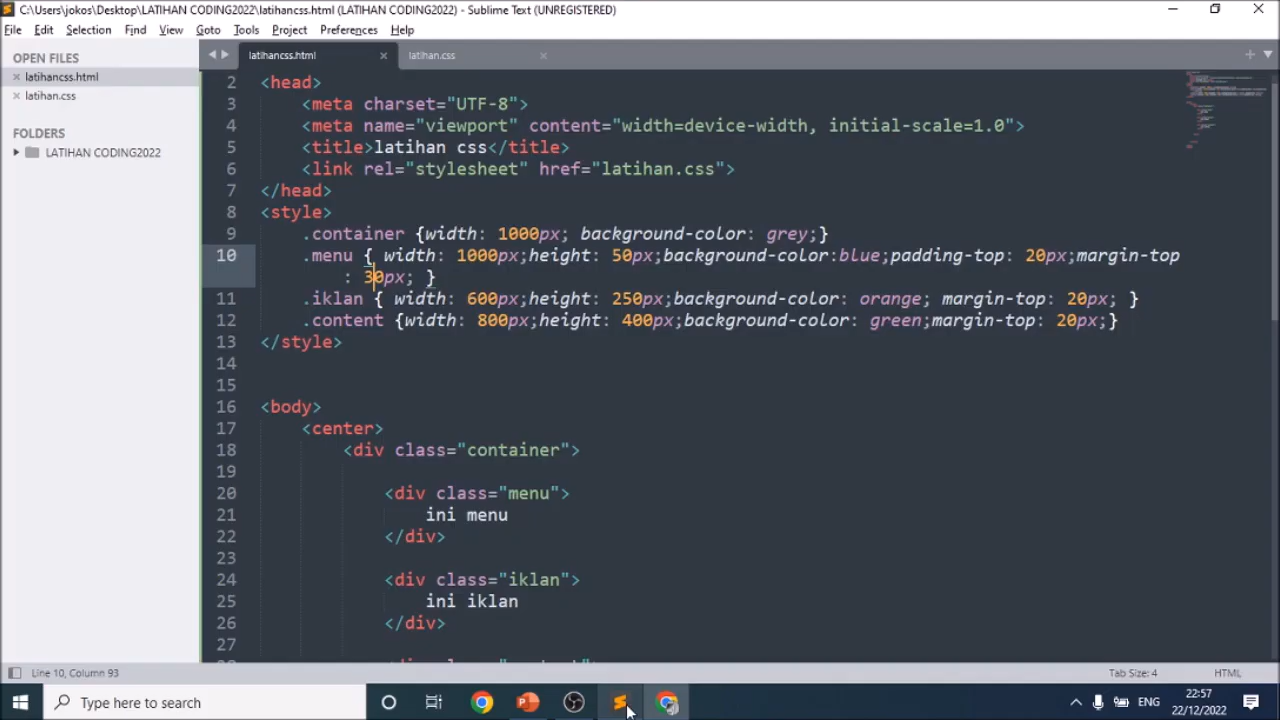 C:\Users\jokos\Desktop\LATIHAN CODING2022\latihancss.html (LATIHAN CODING2022) - Sublime Text (UNREGISTERED)
File Edit Selection Find View Goto Tools Project Preferences Help
OPEN FILES
latihancss.html
latihan.css
FOLDERS
LATIHAN CODING2022
latihancss.html
latihan.css
2 <head>
3 <meta charset="UTF-8">
4 <meta name="viewport" content="width=device-width, initial-scale=1.0">
5 <title>latihan css</title>
6 <link rel="stylesheet" href="latihan.css">
7 </head>
8 <style>
9 .container {width: 1000px; background-color: grey;}
10 .menu { width: 1000px;height: 50px;background-color:blue;padding-top: 20px;margin-top
: 30px; }
11 .iklan { width: 600px;height: 250px;background-color: orange; margin-top: 20px; }
12 .content {width: 800px;height: 400px;background-color: green;margin-top: 20px;}
13 </style>
14
15
16 <body>
17 <center>
18 <div class="container">
19
20 <div class="menu">
21 ini menu
22 </div>
23
24 <div class="iklan">
25 ini iklan
26 </div>
27
Line 10, Column 93
Tab Size: 4 HTML
Type here to search
ENG
22:57
22/12/2022